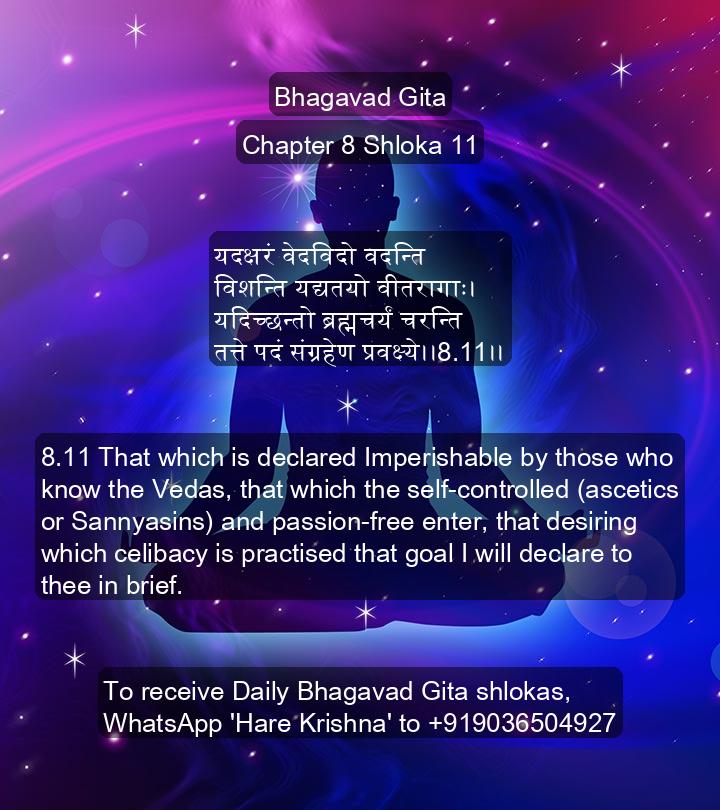 Bhagavad Gita
Chapter 8 Shloka 11
यदक्षरं वेदविदो वदन्ति
विशन्ति यद्यतयो वीतरागाः।
यदिच्छन्तो ब्रह्मचर्यं चरन्ति
तत्ते पदं संग्रहेण प्रवक्ष्ये।।8.11।।
8.11 That which is declared Imperishable by those who
know the Vedas, that which the self-controlled (ascetics
or Sannyasins) and passion-free enter, that desiring
which celibacy is practised that goal I will declare to
thee in brief.
To receive Daily Bhagavad Gita shlokas,
WhatsApp 'Hare Krishna' to +919036504927